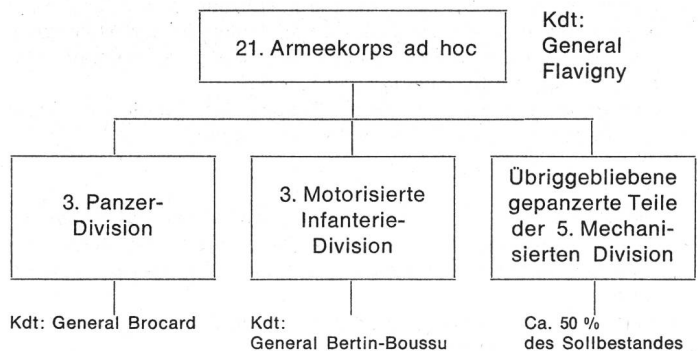 21. Armeekorps ad hoc
Kdt:
General
Flavigny
3. Panzer-
Division
3. Motorisierte
Infanterie-
Division
Übriggebliebene
gepanzerte Teile
der 5. Mechani-
sierten Division
Kdt: General Brocard
Kdt:
General Bertin-Boussu
Ca. 50 %
des Sollbestandes